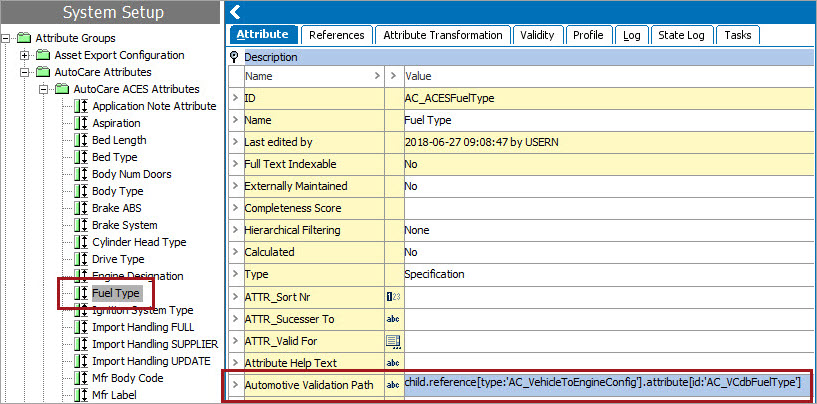 System Setup
Attribute Groups
Asset Export Configuration
AutoCare Attributes
AutoCare ACES Attributes
Application Note Attribute
Aspiration
Bed Length
Bed Type
Body Num Doors
Body Type
Brake ABS
Brake System
Cylinder Head Type
Drive Type
Engine Designation
Fuel Type
Ignition System Type
Import Handling FULL
Import Handling SUPPLIER
Import Handling UPDATE
Mfr Body Code
Mfr Label
Attribute References Attribute Transformation Validity Profile Log State Log Tasks
Description
Name > > Value
> ID AC_ACESFuelType
> Name Fuel Type
> Last edited by 2018-06-27 09:08:47 by USERN
> Full Text Indexable No
> Externally Maintained No
> Completeness Score
> Hierarchical Filtering None
> Calculated No
> Type Specification
> ATTR_Sort Nr 123
> ATTR_Sucesser To abc
> ATTR_Valid For
> Attribute Help Text abc
> Automotive Validation Path abc child.reference[type:'AC_VehicleToEngineConfig'].attribute[id:'AC_VCdbFuelType']